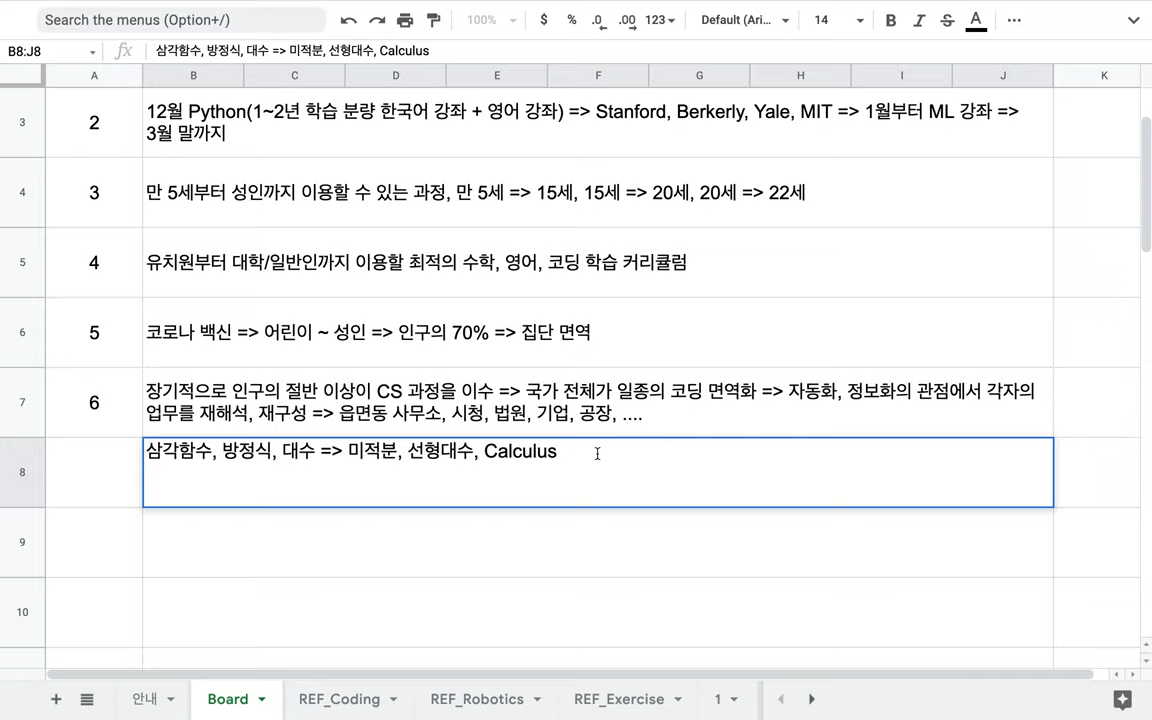 Search the menus (Option+/)
100%
$
%
.0
.00
123
Default (Ari...
14
B
I
S
A
B8:J8
fx
삼각함수, 방정식, 대수 => 미적분, 선형대수, Calculus
A
B
C
D
E
F
G
H
I
J
K
3
2
12월 Python(1~2년 학습 분량 한국어 강좌 + 영어 강좌) => Stanford, Berkerly, Yale, MIT => 1월부터 ML 강좌 =>
3월 말까지
4
3
만 5세부터 성인까지 이용할 수 있는 과정, 만 5세 => 15세, 15세 => 20세, 20세 => 22세
5
4
유치원부터 대학/일반인까지 이용할 최적의 수학, 영어, 코딩 학습 커리큘럼
6
5
코로나 백신 => 어린이 ~ 성인 => 인구의 70% => 집단 면역
7
6
장기적으로 인구의 절반 이상이 CS 과정을 이수 => 국가 전체가 일종의 코딩 면역화 => 자동화, 정보화의 관점에서 각자의
업무를 재해석, 재구성 => 읍면동 사무소, 시청, 법원, 기업, 공장, ....
8
삼각함수, 방정식, 대수 => 미적분, 선형대수, Calculus
9
10
안내
Board
REF_Coding
REF_Robotics
REF_Exercise
1